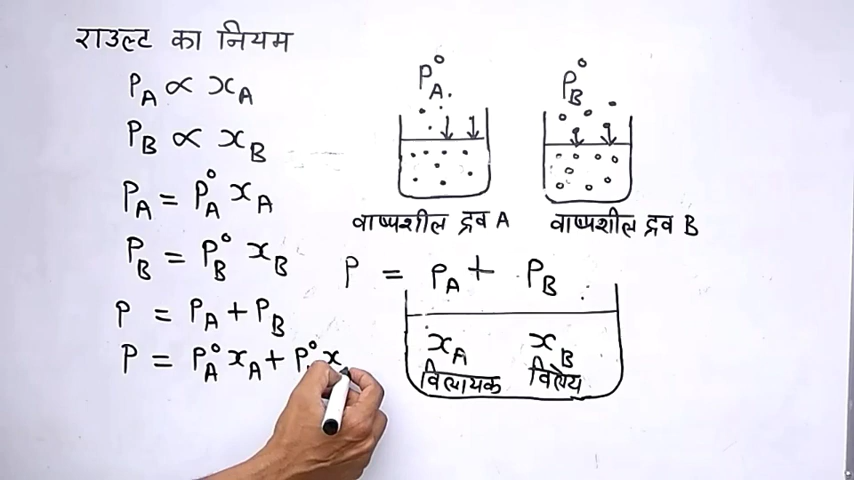 राउल्ट का नियम
P_A ∝ x_A
P_B ∝ x_B
P_A = P°_A x_A
P_B = P°_B x_B
P = P_A + P_B
P = P°_A x_A + P° x
P°_A.
P°_B
वाष्पशील द्रव A
वाष्पशील द्रव B
P = P_A + P_B
x_A x_B
विलायक विलेय